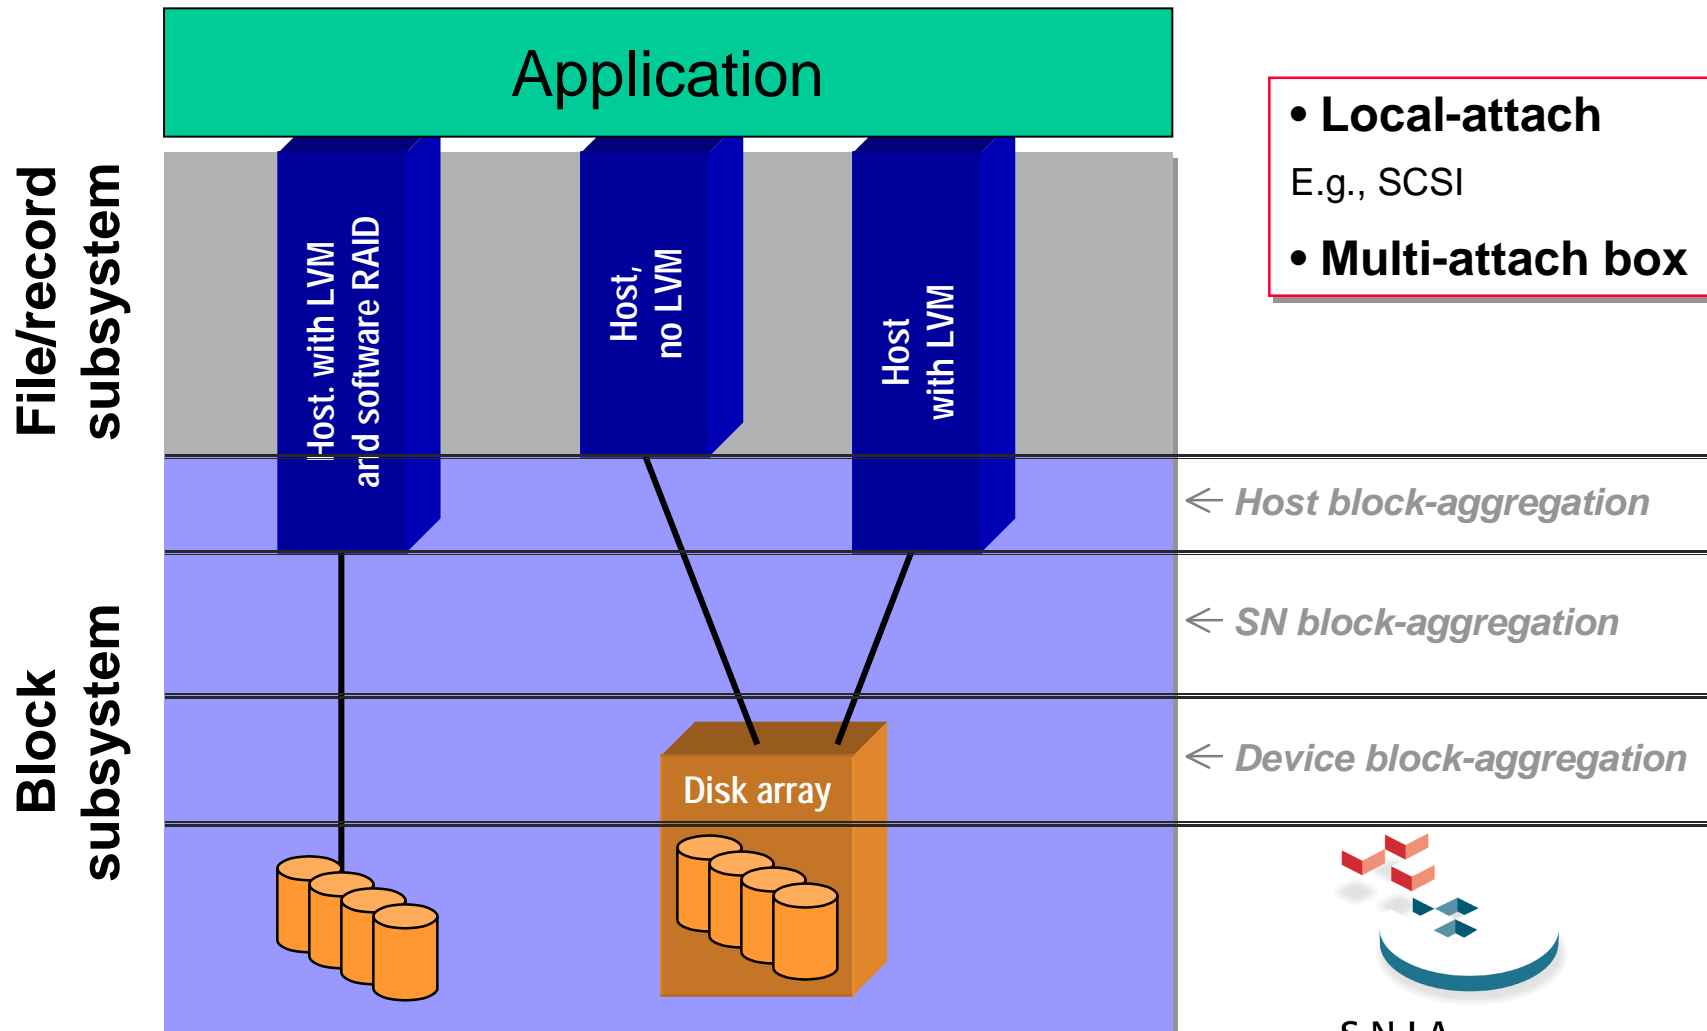 Application
• Local-attach
E.g., SCSI
• Multi-attach box
File/record
subsystem
Host. with LVM
and software RAID
Host,
no LVM
Host
with LVM
Host block-aggregation
SN block-aggregation
Device block-aggregation
Block
subsystem
Disk array
SNIA